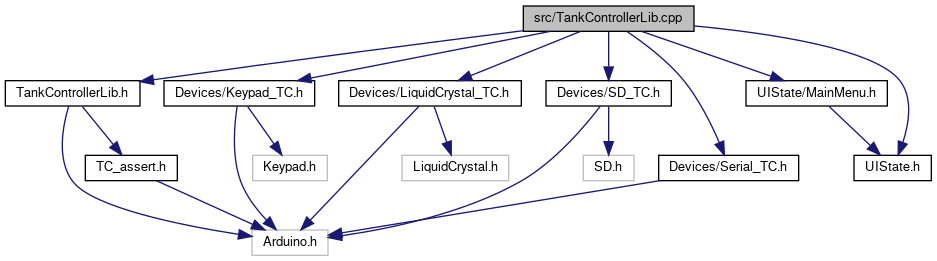 src/TankControllerLib.cpp
TankControllerLib.h
Devices/Keypad_TC.h
Devices/LiquidCrystal_TC.h
Devices/SD_TC.h
UIState/MainMenu.h
TC_assert.h
Keypad.h
LiquidCrystal.h
SD.h
Devices/Serial_TC.h
UIState.h
Arduino.h